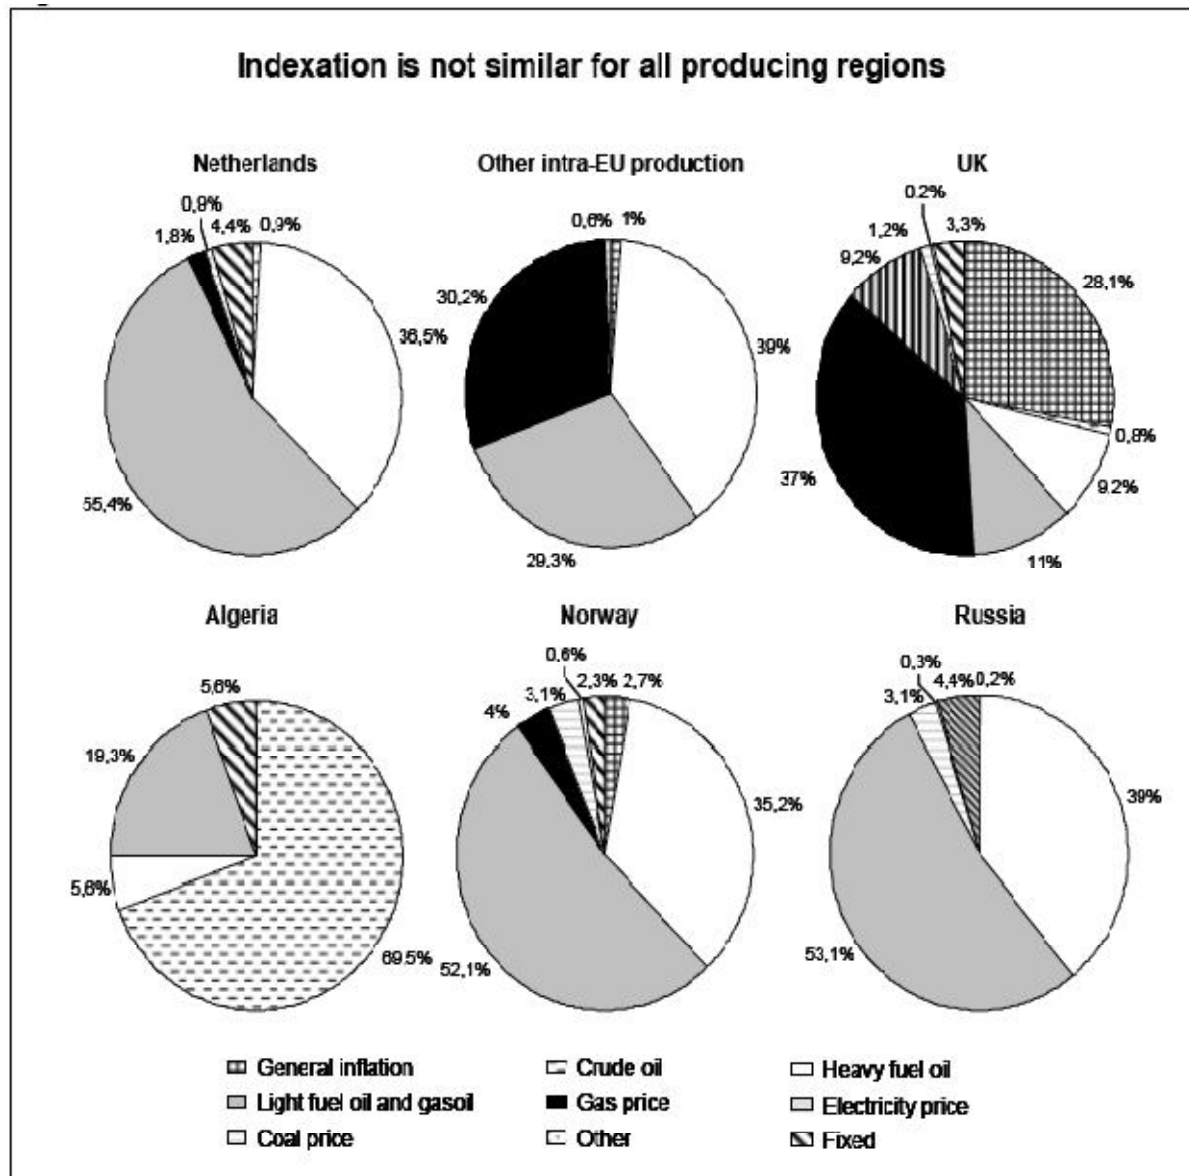 Indexation is not similar for all producing regions
Netherlands
0,9%
1,8%
4,4%
0,9%
36,5%
55,4%
Other intra-EU production
0,6%
1%
30,2%
39%
29,3%
UK
0.2%
1,2%
3,3%
9,2%
28,1%
0,8%
9,2%
37%
11%
Algeria
5,6%
19,3%
5,6%
69,5%
Norway
0,6%
3,1%
2,3%
2,7%
4%
35,2%
52,1%
Russia
0,3%
3,1%
4,4%
0,2%
39%
53,1%
General inflation
Crude oil
Heavy fuel oil
Light fuel oil and gasoil
Gas price
Electricity price
Coal price
Other
Fixed